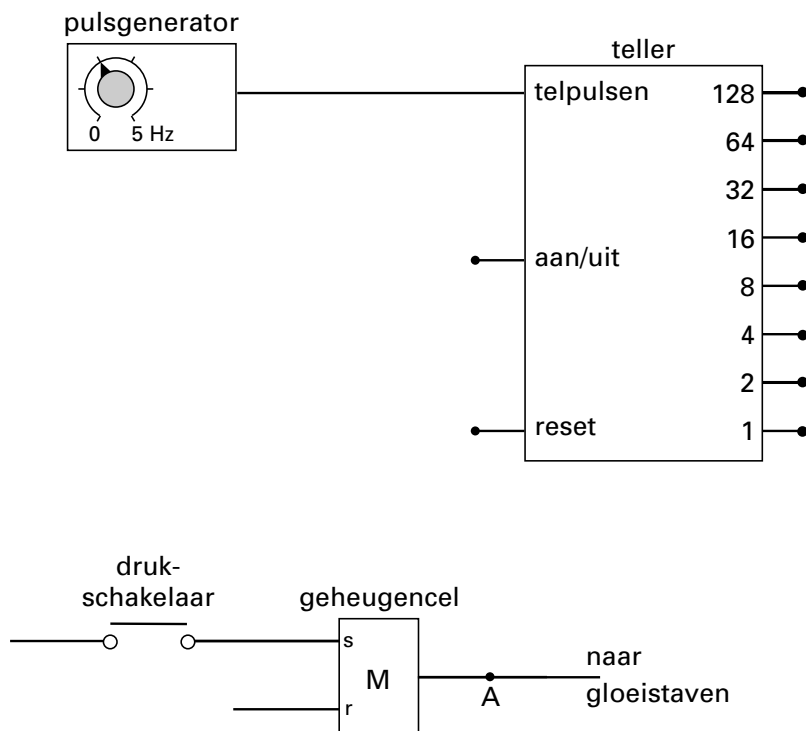 pulsgenerator
0 5 Hz
teller
telpulsen
aan/uit
reset
128
64
32
16
8
4
2
1
druk-
schakelaar
geheugencel
s
M
r
A
naar
gloeistaven